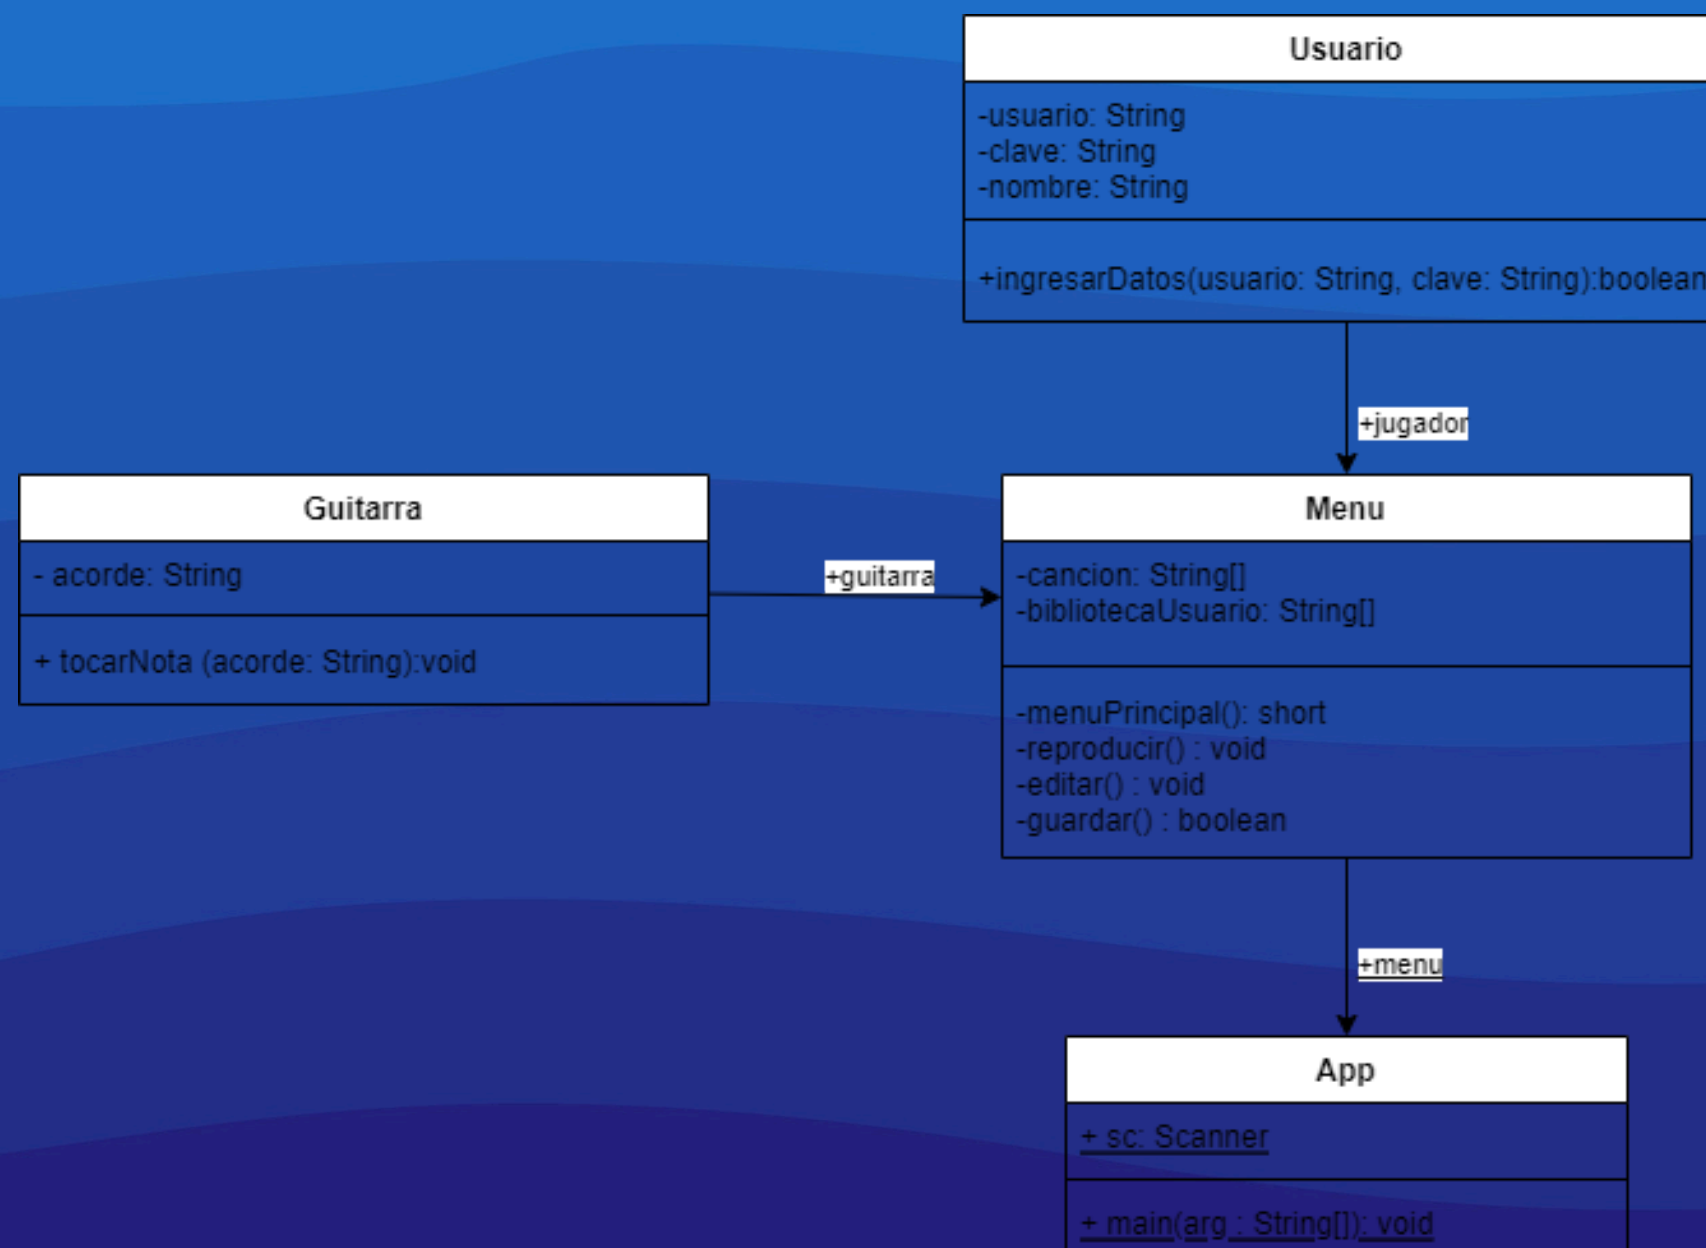 Usuario
-usuario: String
-clave: String
-nombre: String
+ingresarDatos(usuario: String, clave: String):boolean
+jugador
Guitarra
- acorde: String
+ tocarNota (acorde: String):void
+guitarra
Menu
-cancion: String[]
-bibliotecaUsuario: String[]
-menuPrincipal(): short
-reproducir() : void
-editar() : void
-guardar() : boolean
+menu
App
+ sc: Scanner
+ main(arg : String[]): void